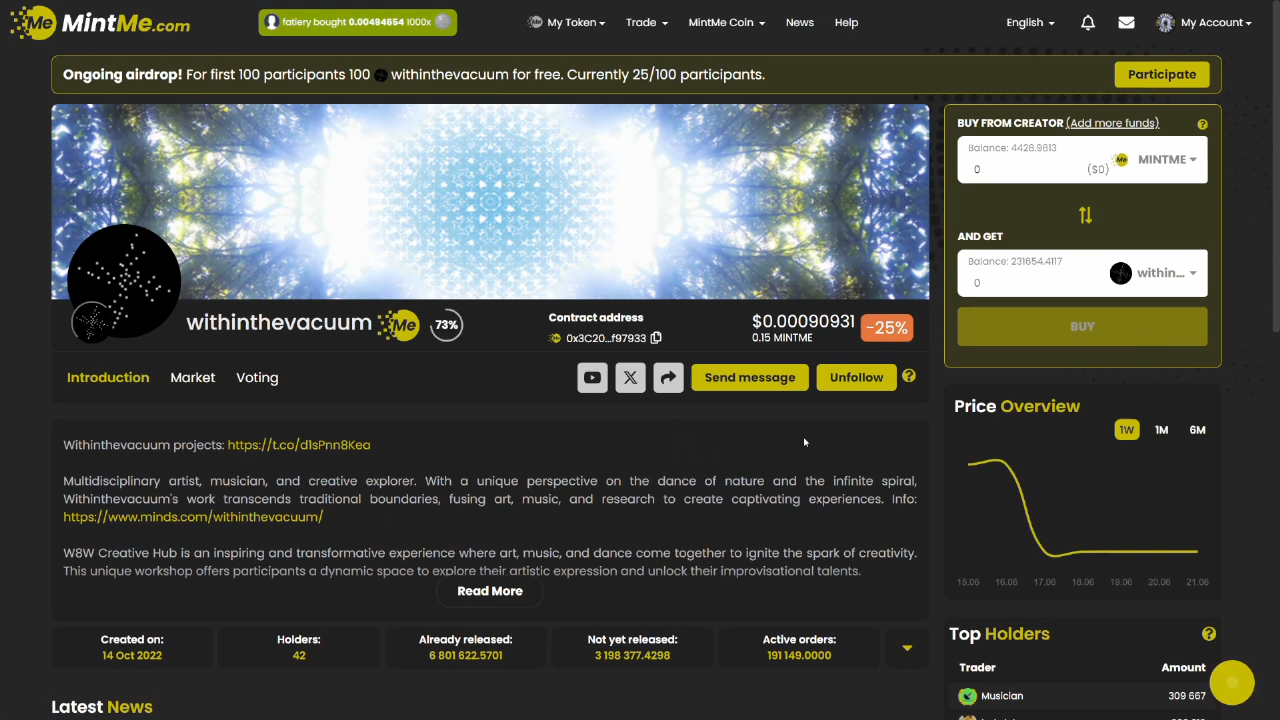 Me MintMe.com
fatiery bought 0.00494654 1000x
My Token
Trade
MintMe Coin
News
Help
English
My Account
Ongoing airdrop! For first 100 participants 100 withinthevacuum for free. Currently 25/100 participants.
Participate
withinthevacuum Me 73%
Contract address
0x3C20...f97933
$0.00090931
0.15 MINTME
-25%
Introduction
Market
Voting
Send message
Unfollow
Withinthevacuum projects: https://t.co/d1sPnn8Kea
Multidisciplinary artist, musician, and creative explorer. With a unique perspective on the dance of nature and the infinite spiral,
Withinthevacuum's work transcends traditional boundaries, fusing art, music, and research to create captivating experiences. Info:
https://www.minds.com/withinthevacuum/
W8W Creative Hub is an inspiring and transformative experience where art, music, and dance come together to ignite the spark of creativity.
This unique workshop offers participants a dynamic space to explore their artistic expression and unlock their improvisational talents.
Read More
Created on:
14 Oct 2022
Holders:
42
Already released:
6 801 622.5701
Not yet released:
3 198 377.4298
Active orders:
191 149.0000
Latest News
BUY FROM CREATOR (Add more funds)
Balance: 4426.9813
0 ($0) Me MINTME
AND GET
Balance: 231654.4117
0 within...
BUY
Price Overview
1W 1M 6M
15.06 16.06 17.06 18.06 19.06 20.06 21.06
Top Holders
Trader Amount
Musician 309 667